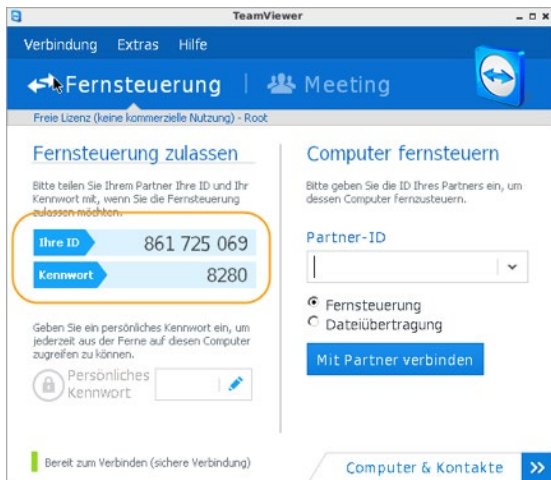 TeamViewer
Verbindung Extras Hilfe
Fernsteuerung Meeting
Freie Lizenz (keine kommerzielle Nutzung) - Root
Fernsteuerung zulassen
Bitte teilen Sie Ihrem Partner Ihre ID und Ihr
Kennwort mit, wenn Sie die Fernsteuerung
zulassen möchten.
Ihre ID 861 725 069
Kennwort 8280
Geben Sie ein persönliches Kennwort ein, um
jederzeit aus der Ferne auf diesen Computer
zugreifen zu können.
Persönliches
Kennwort
Computer fernsteuern
Bitte geben Sie die ID Ihres Partners ein, um
dessen Computer fernzusteuern.
Partner-ID
Fernsteuerung
Dateiübertragung
Mit Partner verbinden
Bereit zum Verbinden (sichere Verbindung)
Computer & Kontakte